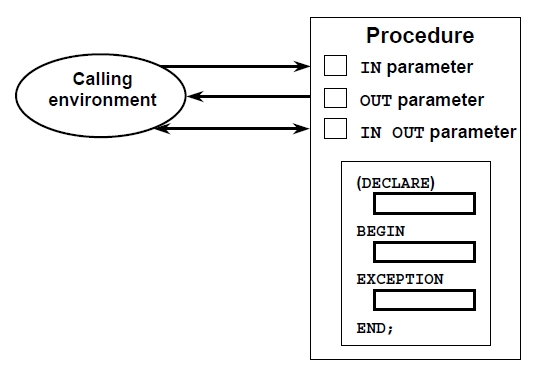 Procedure
Calling
environment
IN parameter
OUT parameter
IN OUT parameter
(DECLARE)
BEGIN
EXCEPTION
END;